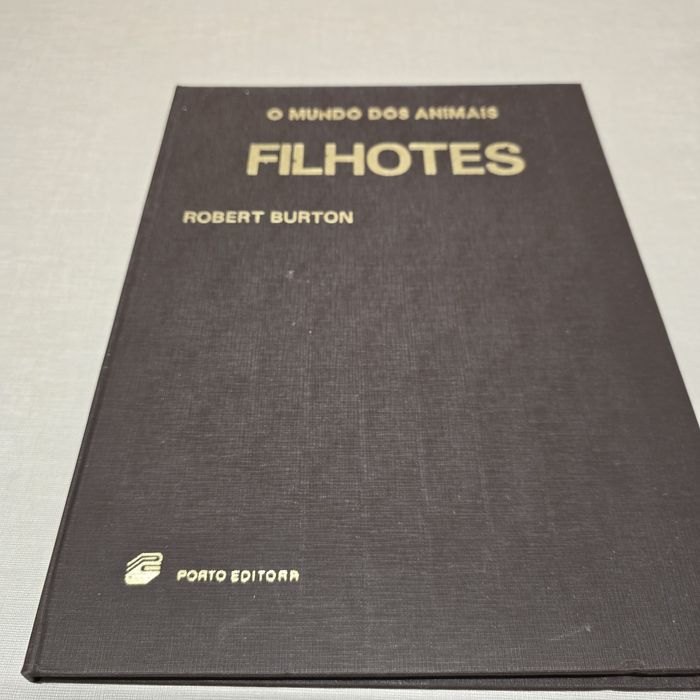 O MUNDO DOS ANIMAIS
FILHOTES
ROBERT BURTON
PORTO EDITORA